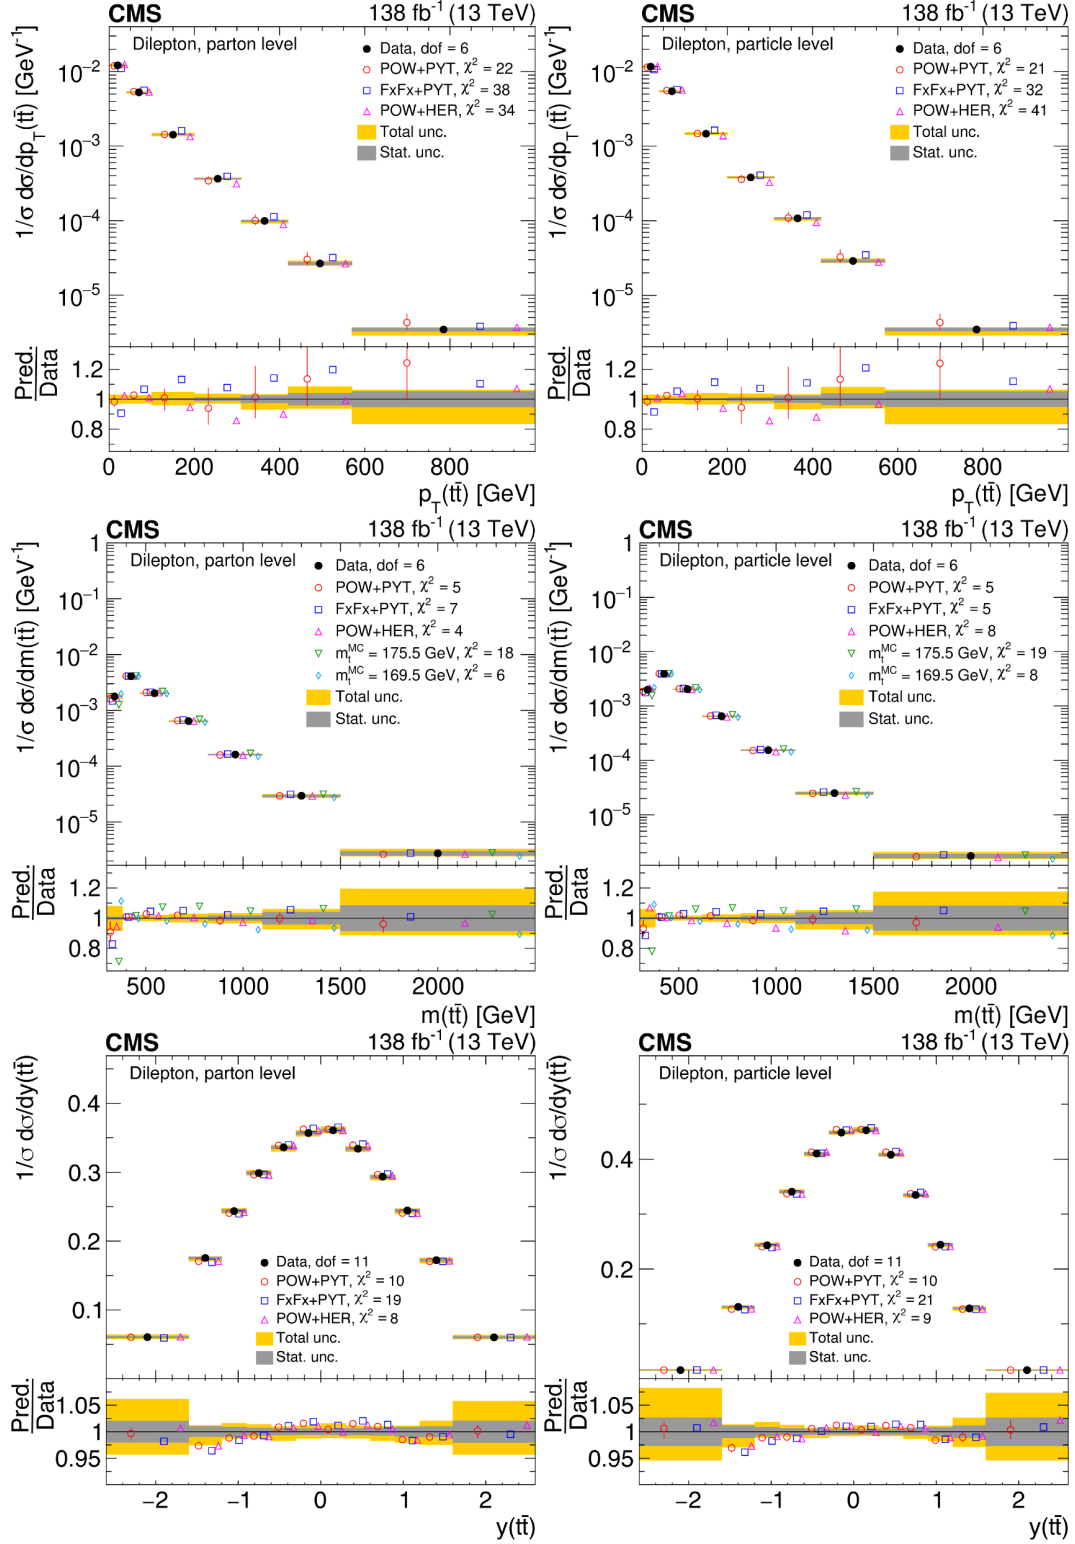 CMS 138 fb⁻¹ (13 TeV)
Dilepton, parton level
1/σ dσ/dp_T(tt̄) [GeV⁻¹]
Data, dof = 6
POW+PYT, χ² = 22
FxFx+PYT, χ² = 38
POW+HER, χ² = 34
Total unc.
Stat. unc.
10⁻²
10⁻³
10⁻⁴
10⁻⁵
Pred.
Data
1.2
1
0.8
0 200 400 600 800
p_T(tt̄) [GeV]
CMS 138 fb⁻¹ (13 TeV)
Dilepton, particle level
1/σ dσ/dp_T(tt̄) [GeV⁻¹]
Data, dof = 6
POW+PYT, χ² = 21
FxFx+PYT, χ² = 32
POW+HER, χ² = 41
Total unc.
Stat. unc.
10⁻²
10⁻³
10⁻⁴
10⁻⁵
Pred.
Data
1.2
1
0.8
0 200 400 600 800
p_T(tt̄) [GeV]
CMS 138 fb⁻¹ (13 TeV)
Dilepton, parton level
1/σ dσ/dm(tt̄) [GeV⁻¹]
Data, dof = 6
POW+PYT, χ² = 5
FxFx+PYT, χ² = 7
POW+HER, χ² = 4
m_t^MC = 175.5 GeV, χ² = 18
m_t^MC = 169.5 GeV, χ² = 6
Total unc.
Stat. unc.
1
10⁻¹
10⁻²
10⁻³
10⁻⁴
10⁻⁵
Pred.
Data
1.2
1
0.8
500 1000 1500 2000
m(tt̄) [GeV]
CMS 138 fb⁻¹ (13 TeV)
Dilepton, particle level
1/σ dσ/dm(tt̄) [GeV⁻¹]
Data, dof = 6
POW+PYT, χ² = 5
FxFx+PYT, χ² = 5
POW+HER, χ² = 8
m_t^MC = 175.5 GeV, χ² = 19
m_t^MC = 169.5 GeV, χ² = 8
Total unc.
Stat. unc.
1
10⁻¹
10⁻²
10⁻³
10⁻⁴
10⁻⁵
Pred.
Data
1.2
1
0.8
500 1000 1500 2000
m(tt̄) [GeV]
CMS 138 fb⁻¹ (13 TeV)
Dilepton, parton level
1/σ dσ/dy(tt̄)
0.4
0.3
0.2
0.1
Data, dof = 11
POW+PYT, χ² = 10
FxFx+PYT, χ² = 19
POW+HER, χ² = 8
Total unc.
Stat. unc.
Pred.
Data
1.05
1
0.95
−2 −1 0 1 2
y(tt̄)
CMS 138 fb⁻¹ (13 TeV)
Dilepton, particle level
1/σ dσ/dy(tt̄)
0.4
0.2
Data, dof = 11
POW+PYT, χ² = 10
FxFx+PYT, χ² = 21
POW+HER, χ² = 9
Total unc.
Stat. unc.
Pred.
Data
1.05
1
0.95
−2 −1 0 1 2
y(tt̄)